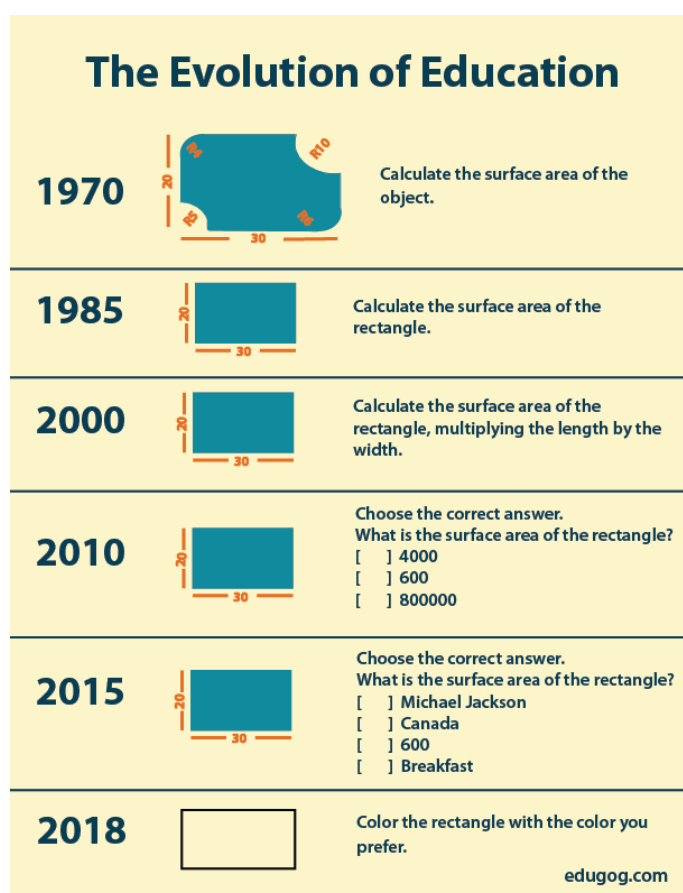 The Evolution of Education
1970
20
R10
R5
30
Calculate the surface area of the
object.
1985
20
30
Calculate the surface area of the
rectangle.
2000
20
30
Calculate the surface area of the
rectangle, multiplying the length by the
width.
2010
20
30
Choose the correct answer.
What is the surface area of the rectangle?
[ ] 4000
[ ] 600
[ ] 800000
2015
20
30
Choose the correct answer.
What is the surface area of the rectangle?
[ ] Michael Jackson
[ ] Canada
[ ] 600
[ ] Breakfast
2018
Color the rectangle with the color you
prefer.
edugog.com